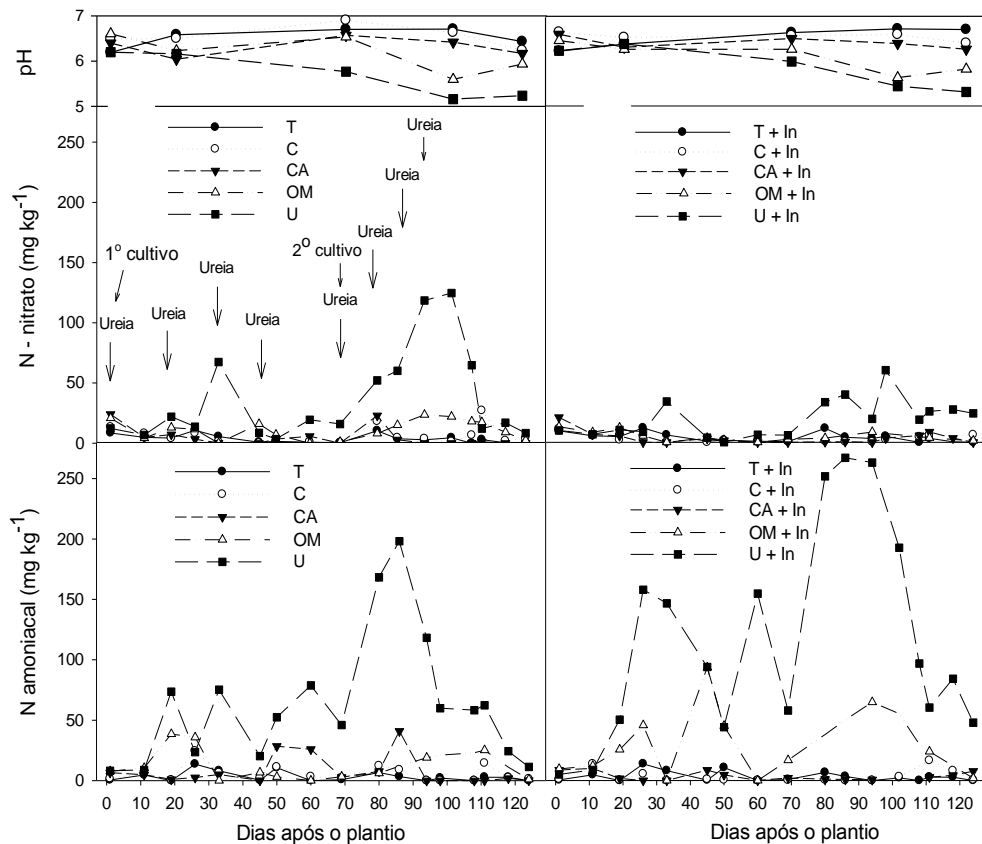 pH
7
6
5
T
C
CA
OM
U
Ureia
Ureia
Ureia
2º cultivo
Ureia
1º cultivo
Ureia
Ureia
Ureia
Ureia
N - nitrato (mg kg⁻¹)
250
200
150
100
50
0
T + In
C + In
CA + In
OM + In
U + In
N amoniacal (mg kg⁻¹)
250
200
150
100
50
0
T
C
CA
OM
U
T + In
C + In
CA + In
OM + In
U + In
0 10 20 30 40 50 60 70 80 90 100 110 120
0 10 20 30 40 50 60 70 80 90 100 110 120
Dias após o plantio
Dias após o plantio